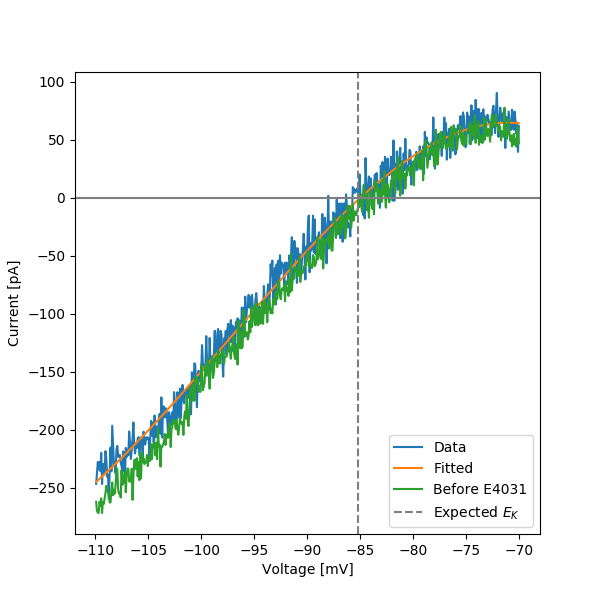 100
50
0
−50
−100
−150
−200
−250
Current [pA]
Data
Fitted
Before E4031
Expected E_K
−110 −105 −100 −95 −90 −85 −80 −75 −70
Voltage [mV]